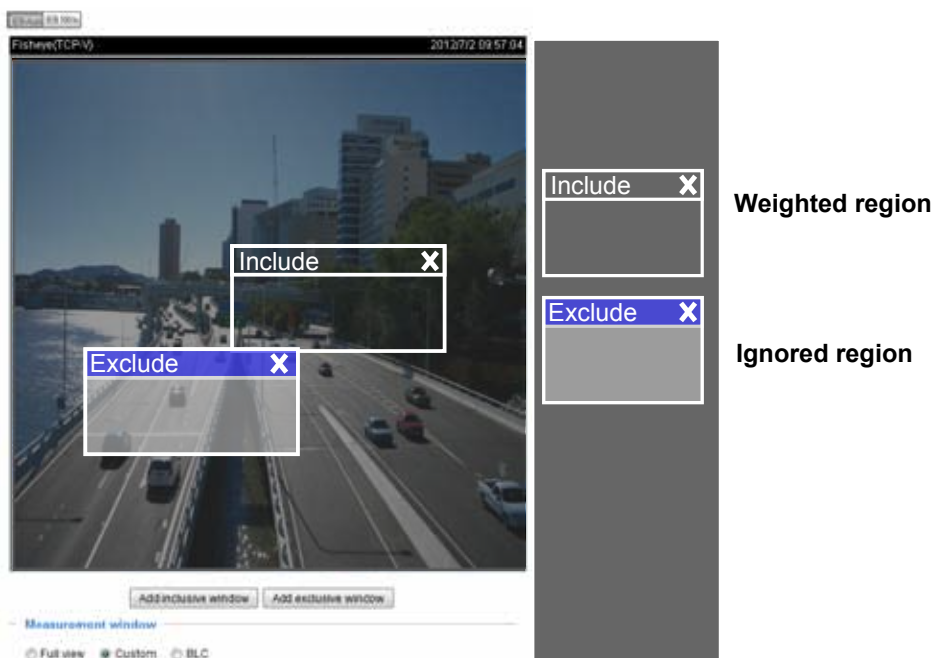 Fisheye(TCP-V) 2012/7/2 09:57:04
Include
Exclude
Include
Weighted region
Exclude
Ignored region
Add inclusive window Add exclusive window
Measurement window
Full view Custom BLC